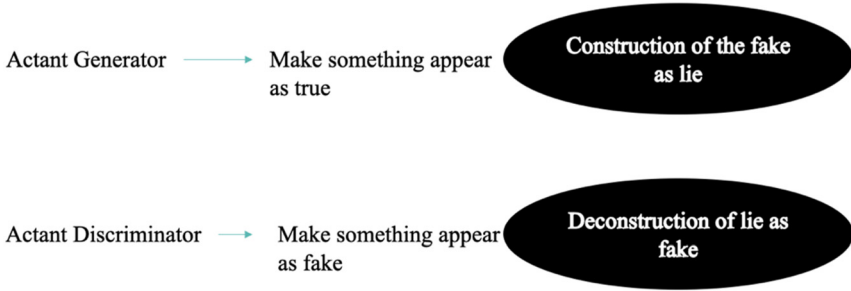 Actant Generator
Make something appear
as true
Construction of the fake
as lie
Actant Discriminator
Make something appear
as fake
Deconstruction of lie as
fake